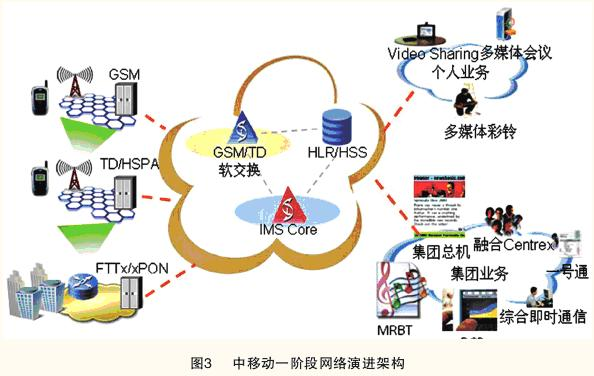 GSM
TD/HSPA
FTTx/xPON
GSM/TD
软交换
HLR/HSS
IMS Core
Video Sharing多媒体会议
个人业务
多媒体彩铃
集团总机
融合Centrex
集团业务
一号通
综合即时通信
MRBT
图3 中移动一阶段网络演进架构